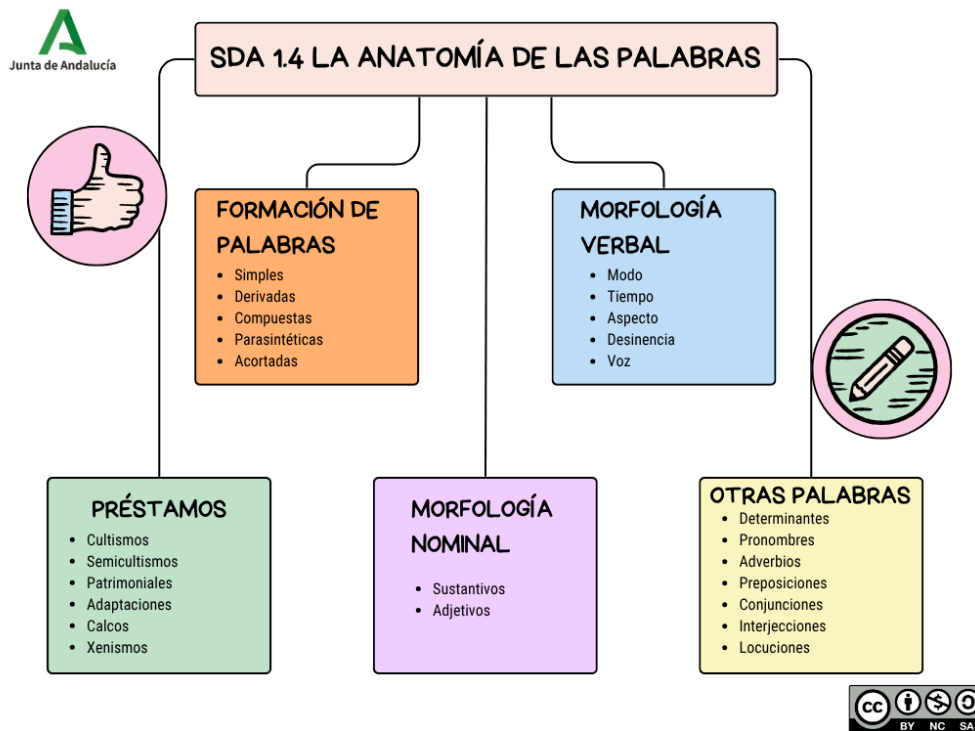 Junta de Andalucía
SDA 1.4 LA ANATOMÍA DE LAS PALABRAS
FORMACIÓN DE
PALABRAS
• Simples
• Derivadas
• Compuestas
• Parasintéticas
• Acortadas
MORFOLOGÍA
VERBAL
• Modo
• Tiempo
• Aspecto
• Desinencia
• Voz
PRÉSTAMOS
• Cultismos
• Semicultismos
• Patrimoniales
• Adaptaciones
• Calcos
• Xenismos
MORFOLOGÍA
NOMINAL
• Sustantivos
• Adjetivos
OTRAS PALABRAS
• Determinantes
• Pronombres
• Adverbios
• Preposiciones
• Conjunciones
• Interjecciones
• Locuciones
cc
BY NC SA